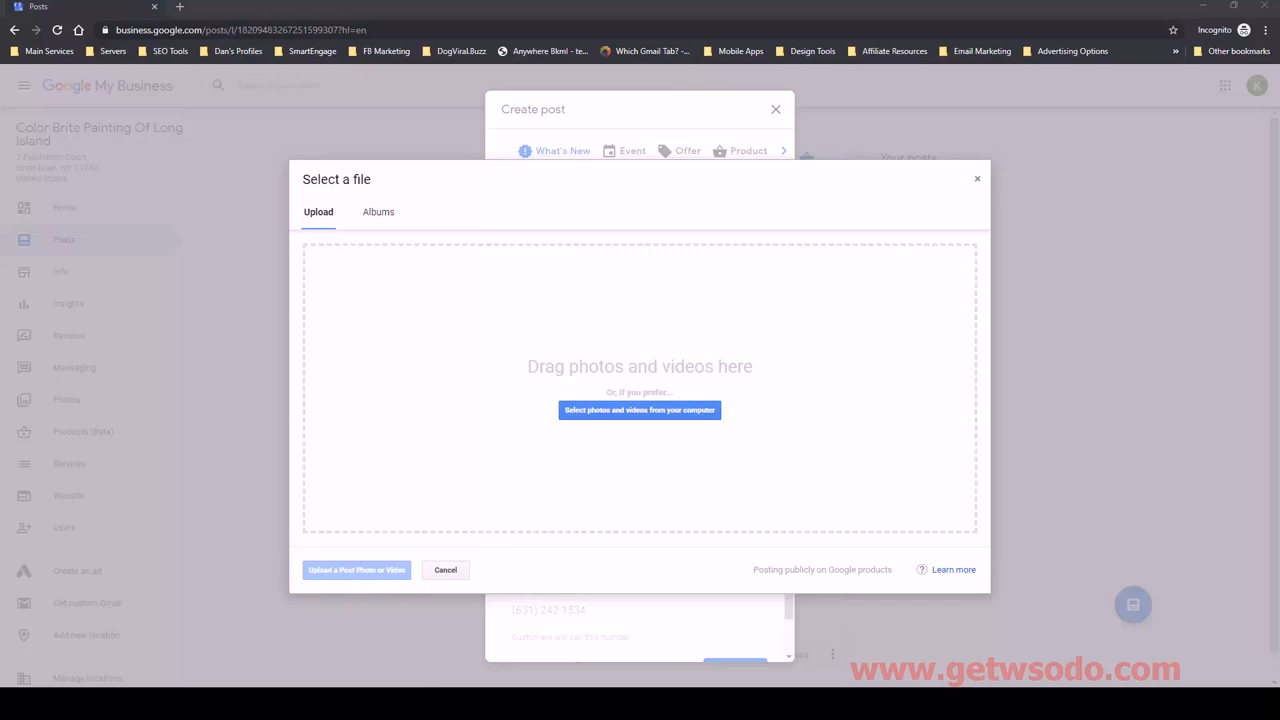 Posts
business.google.com/posts/l/18209483267251599307?hl=en
Incognito
Main Services
Servers
SEO Tools
Dan's Profiles
SmartEngage
FB Marketing
DogViral.Buzz
Anywhere Bkml - te...
Which Gmail Tab? -...
Mobile Apps
Design Tools
Affiliate Resources
Email Marketing
Advertising Options
»
Other bookmarks
Google My Business
K
Color Brite Painting Of Long
Island
United States
Home
Posts
Info
Insights
Reviews
Messaging
Photos
Products (Beta)
Services
Website
Users
Create an ad
Get custom Gmail
Add new location
Manage locations
Create post
What's New
Event
Offer
Product
Your posts
Select a file
Upload
Albums
Drag photos and videos here
Or, if you prefer...
Select photos and videos from your computer
Upload a Post Photo or Video
Cancel
Posting publicly on Google products
Learn more
(631) 242-1534
Customers will call this number
www.getwsodo.com